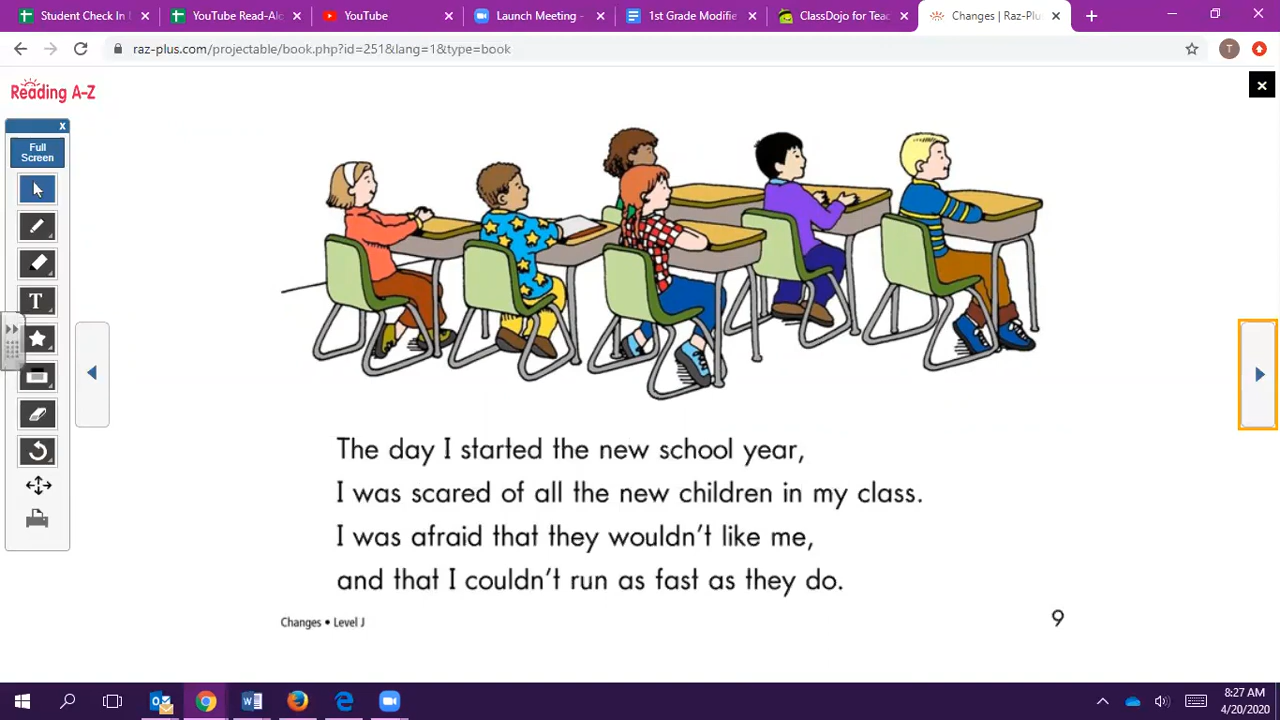 Student Check In
YouTube Read-Al
YouTube
Launch Meeting -
1st Grade Modifie
ClassDojo for Tea
Changes | Raz-Plu
raz-plus.com/projectable/book.php?id=251&lang=1&type=book
T
Reading A-Z
x
Full
Screen
T
The day I started the new school year,
I was scared of all the new children in my class.
I was afraid that they wouldn't like me,
and that I couldn't run as fast as they do.
Changes • Level J
9
8:27 AM
4/20/2020